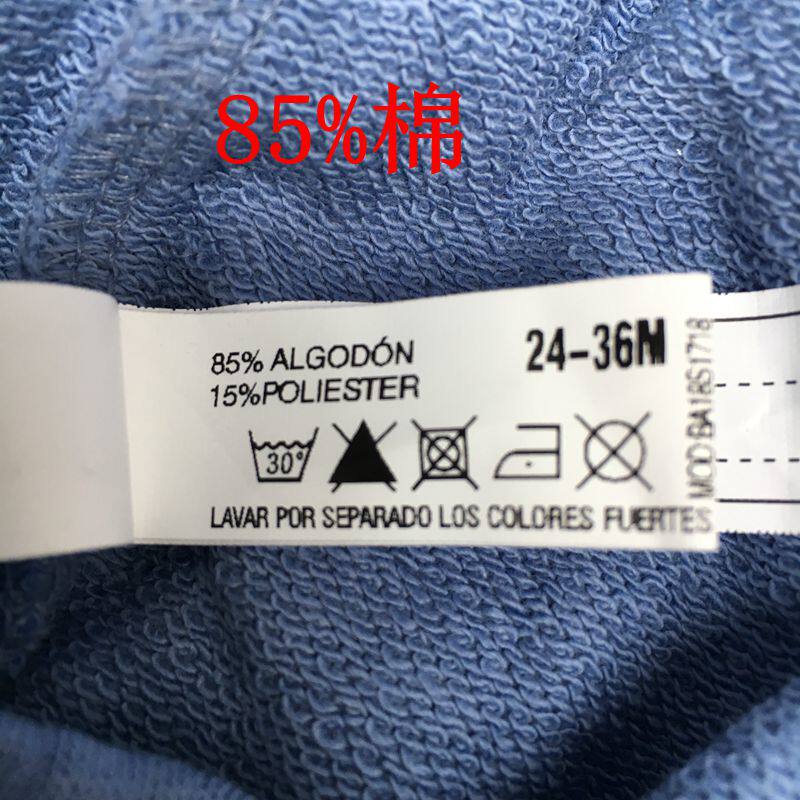 85%棉
85% ALGODÓN
15%POLIESTER
24-36M
30°
LAVAR POR SEPARADO LOS COLORES FUERTES
MOD:BA18S1718